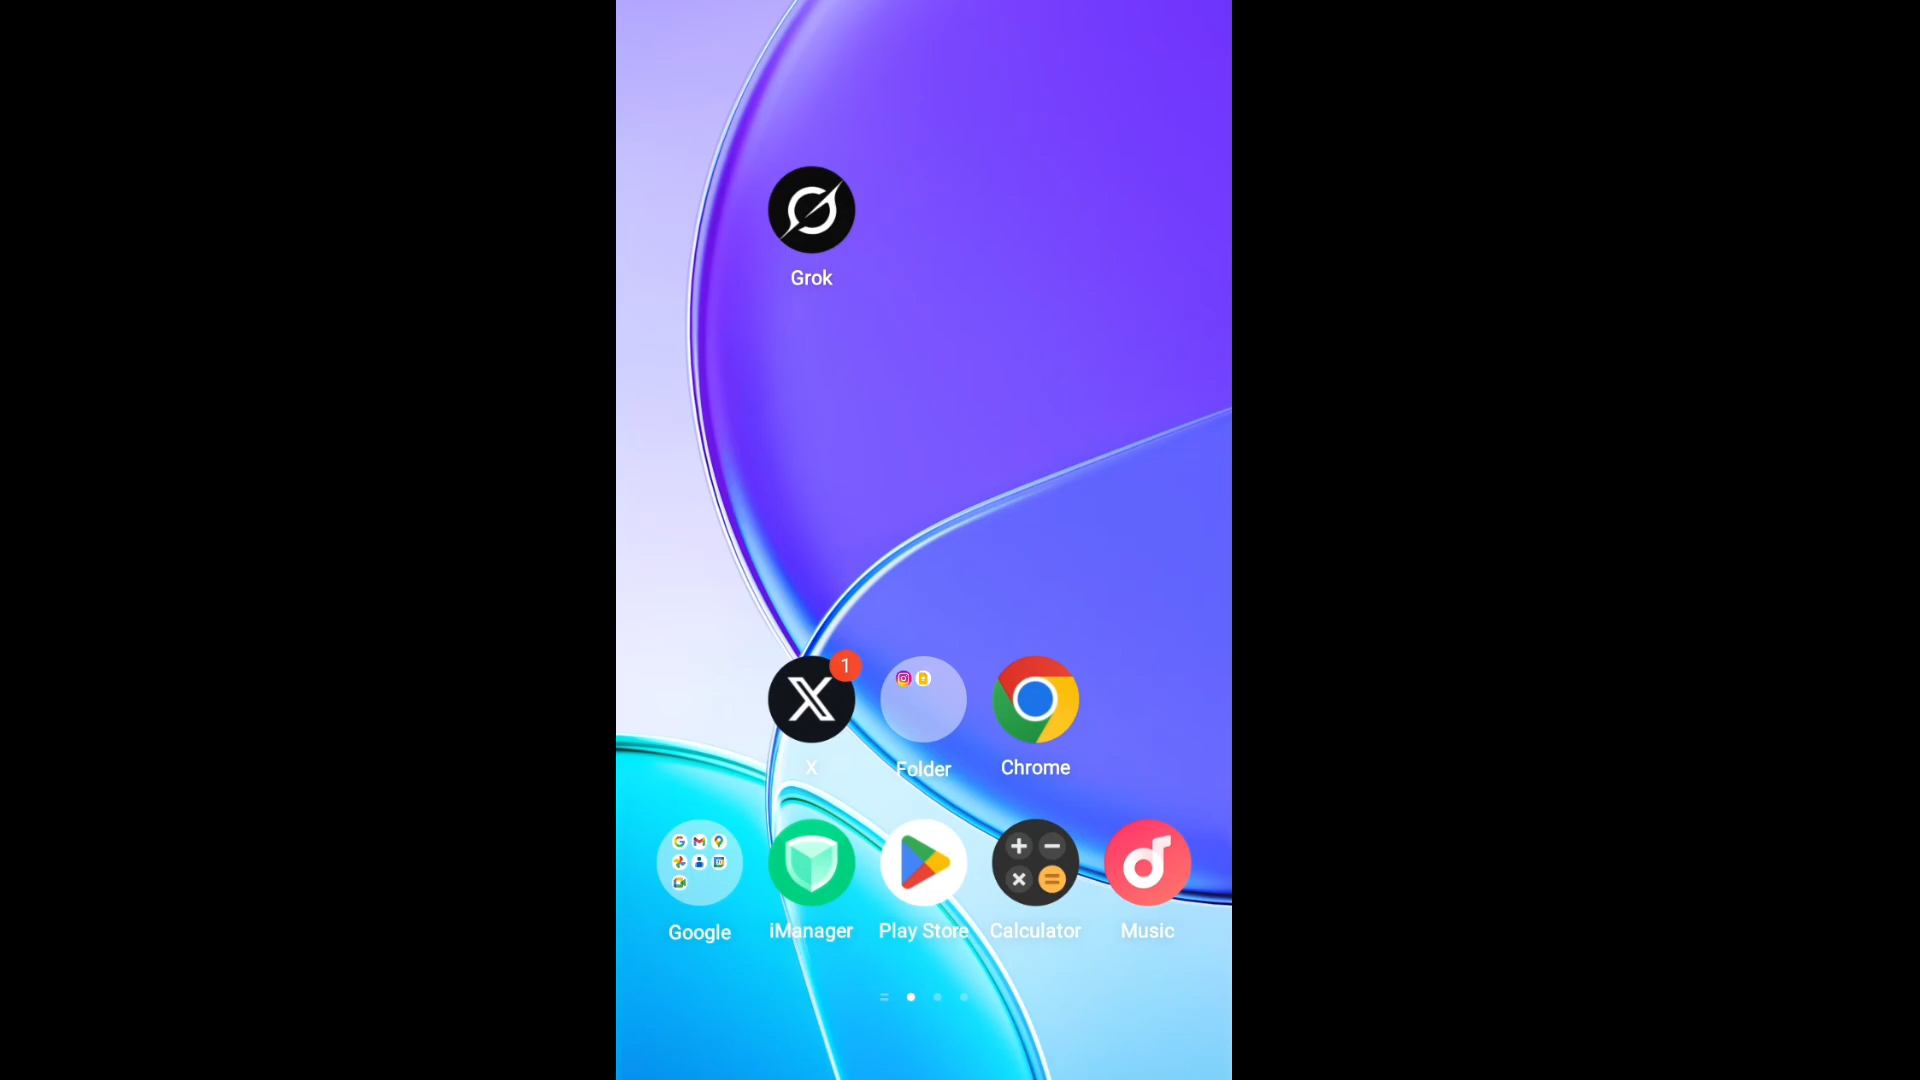 Grok
1
X
Folder
Chrome
Google
iManager
Play Store
Calculator
Music